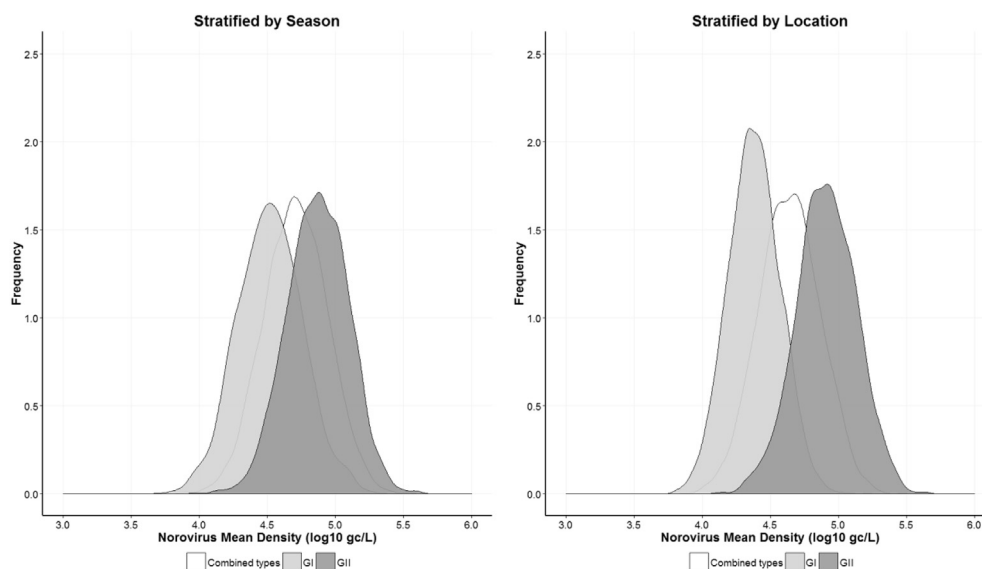 Stratified by Season
2.5
2.0
1.5
1.0
0.5
0.0
Frequency
3.0 3.5 4.0 4.5 5.0 5.5 6.0
Norovirus Mean Density (log10 gc/L)
Combined types GI GII
Stratified by Location
2.5
2.0
1.5
1.0
0.5
0.0
Frequency
3.0 3.5 4.0 4.5 5.0 5.5 6.0
Norovirus Mean Density (log10 gc/L)
Combined types GI GII